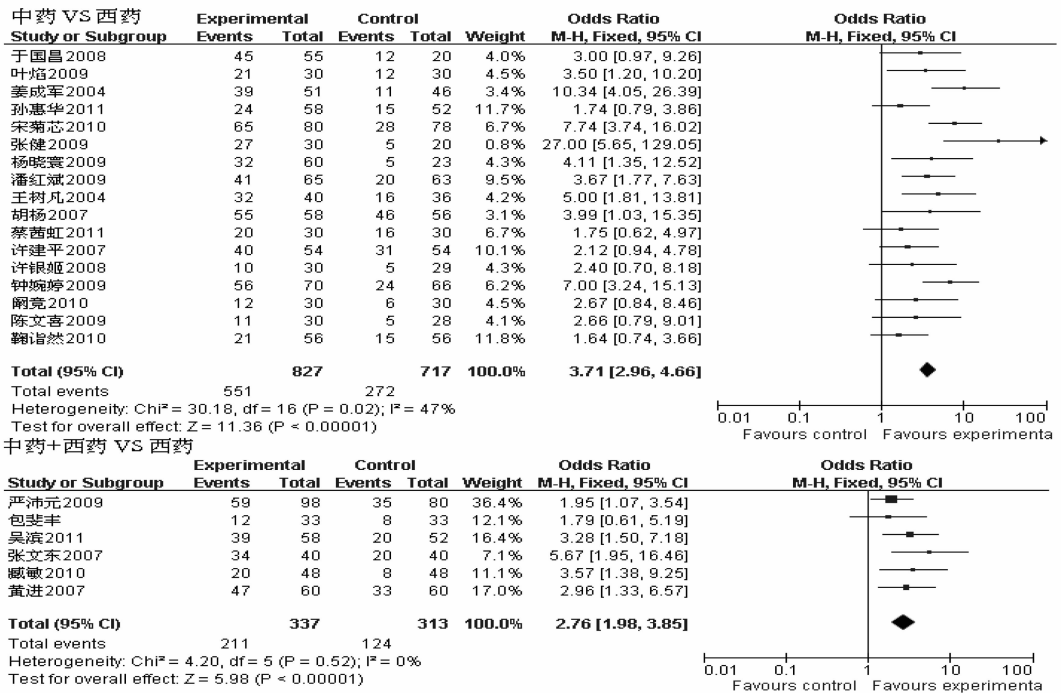 中药 VS 西药
Experimental Control Odds Ratio Odds Ratio
Study or Subgroup Events Total Events Total Weight M-H, Fixed, 95% CI M-H, Fixed, 95% CI
于国昌2008 45 55 12 20 4.0% 3.00 [0.97, 9.26]
叶焰2009 21 30 12 30 4.0% 3.50 [1.20, 10.20]
姜成军2004 39 51 11 46 3.4% 10.34 [4.05, 26.39]
孙惠华2011 24 58 15 52 11.7% 1.74 [0.79, 3.86]
宋菊芯2010 65 80 28 78 6.7% 7.74 [3.74, 16.02]
张健2009 27 30 5 20 0.8% 27.00 [5.65, 129.05]
杨晓寰2009 32 60 5 23 4.3% 4.11 [1.35, 12.52]
潘红斌2009 41 65 20 63 9.5% 3.67 [1.77, 7.63]
王树凡2004 32 40 16 36 4.2% 5.00 [1.81, 13.81]
胡杨2007 55 58 46 56 3.1% 3.99 [1.03, 15.35]
蔡茜虹2011 20 30 16 30 6.7% 1.75 [0.62, 4.97]
许建平2007 40 54 31 54 10.1% 2.12 [0.94, 4.78]
许银姬2008 10 30 5 29 4.3% 2.40 [0.70, 8.18]
钟婉婷2009 56 70 24 66 6.2% 7.00 [3.24, 15.13]
阚竞2010 12 30 6 30 4.6% 2.67 [0.84, 8.46]
陈文喜2009 11 30 5 28 4.1% 2.66 [0.79, 9.01]
鞠诣然2010 21 56 15 56 11.8% 1.64 [0.74, 3.66]
Total (95% CI) 827 717 100.0% 3.71 [2.96, 4.66]
Total events 551 272
Heterogeneity: Chi² = 30.18, df = 16 (P = 0.02); I² = 47%
Test for overall effect: Z = 11.36 (P < 0.00001)
0.01 0.1 1 10 100
Favours control Favours experimenta
中药+西药 VS 西药
Experimental Control Odds Ratio Odds Ratio
Study or Subgroup Events Total Events Total Weight M-H, Fixed, 95% CI M-H, Fixed, 95% CI
严沛元2009 59 98 35 80 36.4% 1.95 [1.07, 3.54]
包斐丰 12 33 8 33 12.1% 1.79 [0.61, 5.19]
吴滨2011 39 58 20 52 16.4% 3.28 [1.50, 7.18]
张文东2007 34 40 20 40 7.1% 5.67 [1.95, 16.46]
臧敏2010 20 48 8 48 11.1% 3.57 [1.38, 9.25]
黄进2007 47 60 33 60 17.0% 2.96 [1.33, 6.57]
Total (95% CI) 337 313 100.0% 2.76 [1.98, 3.85]
Total events 211 124
Heterogeneity: Chi² = 4.20, df = 5 (P = 0.52); I² = 0%
Test for overall effect: Z = 5.98 (P < 0.00001)
0.01 0.1 1 10 100
Favours control Favours experimenta